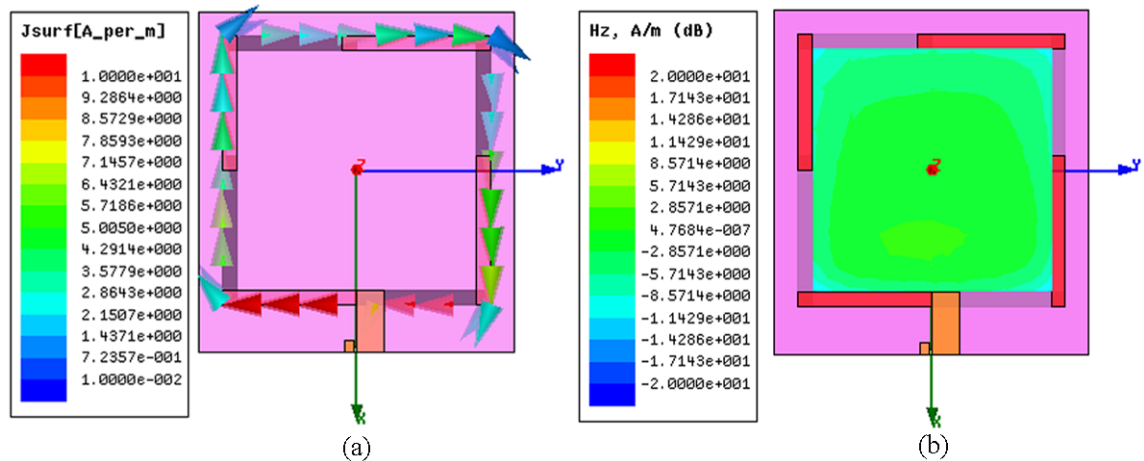 Jsurf[A_per_m]
1.0000e+001
9.2864e+000
8.5729e+000
7.8593e+000
7.1457e+000
6.4321e+000
5.7186e+000
5.0050e+000
4.2914e+000
3.5779e+000
2.8643e+000
2.1507e+000
1.4371e+000
7.2357e-001
1.0000e-002
Z
Y
X
(a)
Hz, A/m (dB)
2.0000e+001
1.7143e+001
1.4286e+001
1.1429e+001
8.5714e+000
5.7143e+000
2.8571e+000
4.7684e-007
-2.8571e+000
-5.7143e+000
-8.5714e+000
-1.1429e+001
-1.4286e+001
-1.7143e+001
-2.0000e+001
Z
Y
X
(b)